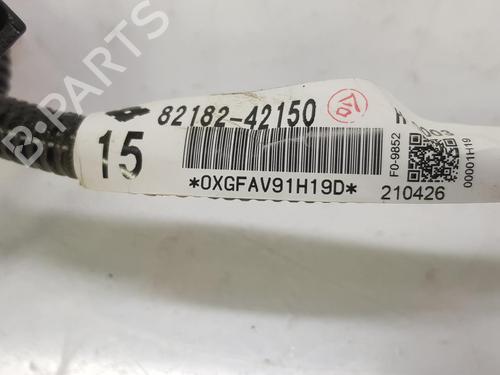 82182-42150
15
*0XGFAV91H19D*
F0-9852
00001H19
210426
B-PARTS